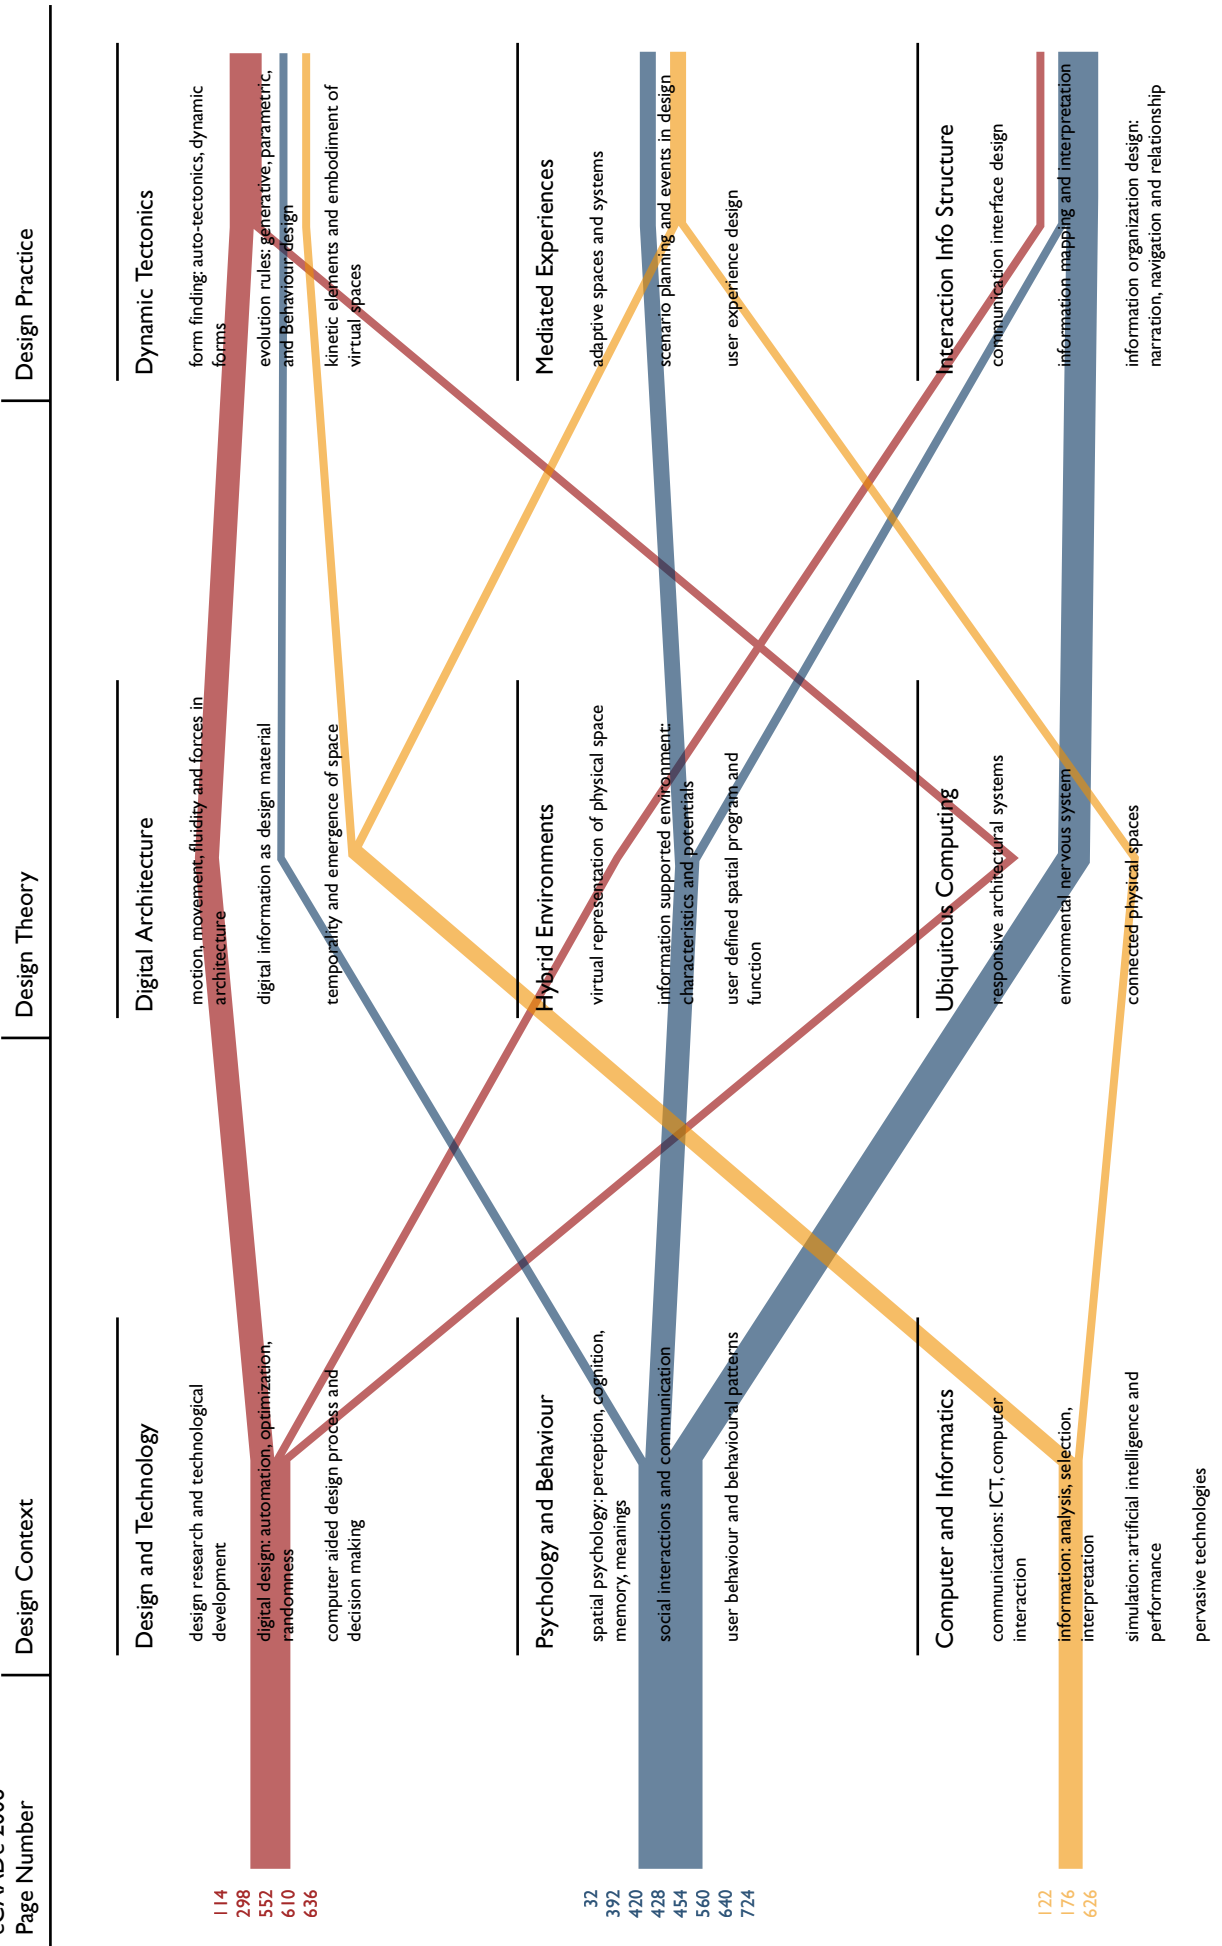 Page Number
Design Context
Design Theory
Design Practice
114
298
552
610
636
Design and Technology
design research and technological
development
digital design: automation, optimization,
randomness
computer aided design process and
decision making
Digital Architecture
motion, movement, fluidity and forces in
architecture
digital information as design material
temporality and emergence of space
Dynamic Tectonics
form finding: auto-tectonics, dynamic
forms
evolution rules: generative, parametric,
and Behaviour design
kinetic elements and embodiment of
virtual spaces
32
392
420
428
454
560
640
724
Psychology and Behaviour
spatial psychology: perception, cognition,
memory, meanings
social interactions and communication
user behaviour and behavioural patterns
Hybrid Environments
virtual representation of physical space
information supported environment:
characteristics and potentials
user defined spatial program and
function
Mediated Experiences
adaptive spaces and systems
scenario planning and events in design
user experience design
122
176
626
Computer and Informatics
communications: ICT, computer
interaction
information: analysis, selection,
interpretation
simulation: artificial intelligence and
performance
pervasive technologies
Ubiquitous Computing
responsive architectural systems
environmental nervous system
connected physical spaces
Interaction Info Structure
communication interface design
information mapping and interpretation
information organization design:
narration, navigation and relationship